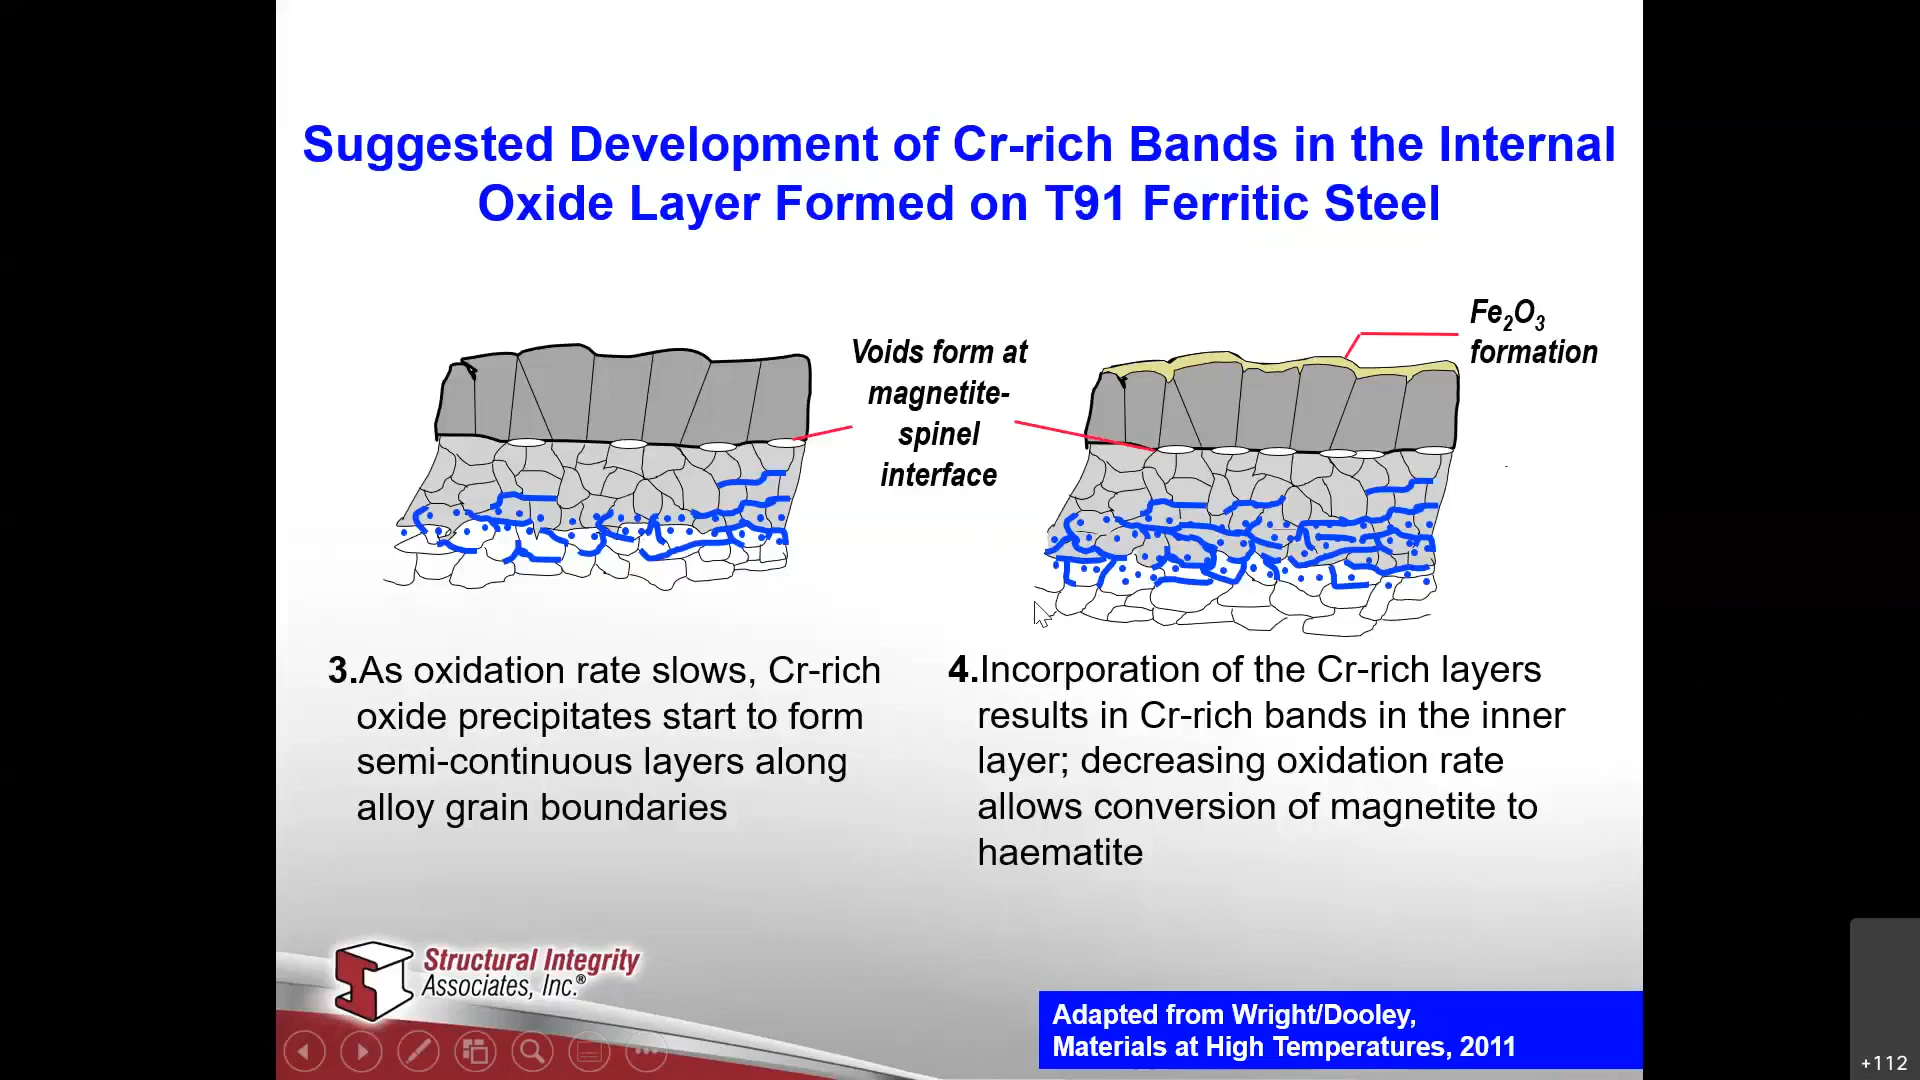 Suggested Development of Cr-rich Bands in the Internal
Oxide Layer Formed on T91 Ferritic Steel
Voids form at
magnetite-
spinel
interface
Fe₂O₃
formation
3.As oxidation rate slows, Cr-rich
oxide precipitates start to form
semi-continuous layers along
alloy grain boundaries
4.Incorporation of the Cr-rich layers
results in Cr-rich bands in the inner
layer; decreasing oxidation rate
allows conversion of magnetite to
haematite
Structural Integrity
Associates, Inc.®
Adapted from Wright/Dooley,
Materials at High Temperatures, 2011
+112